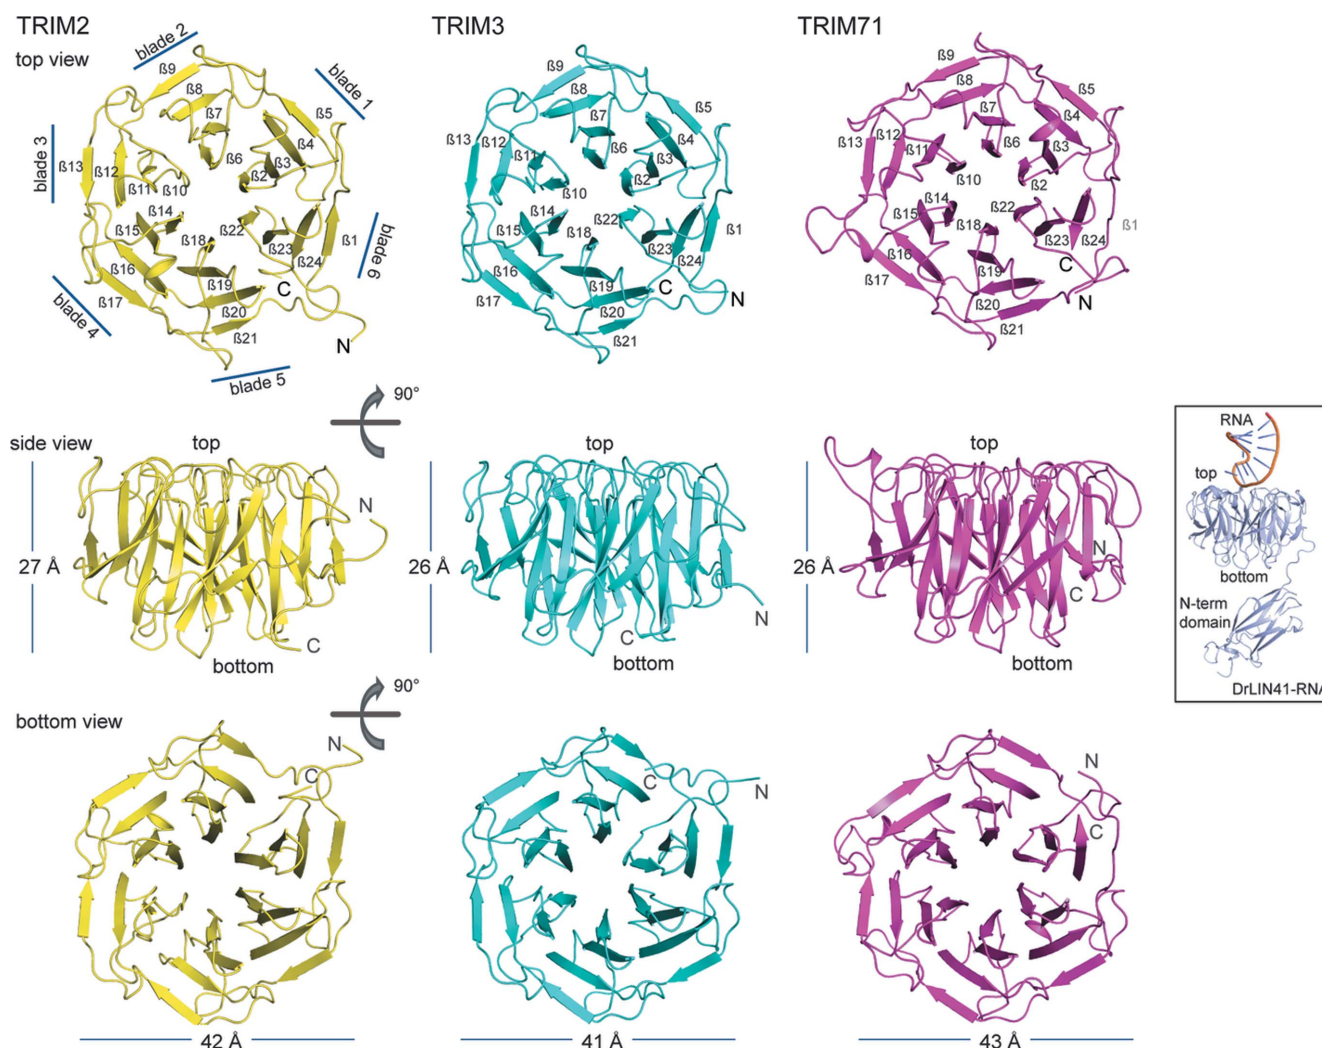 TRIM2
TRIM3
TRIM71
top view
blade 2
blade 1
blade 3
blade 6
blade 4
blade 5
ß9
ß8
ß7
ß5
ß4
ß3
ß6
ß2
ß13
ß12
ß11
ß10
ß14
ß15
ß16
ß17
ß18
ß19
ß20
ß21
ß22
ß23
ß24
ß1
C
N
ß9
ß8
ß7
ß5
ß4
ß3
ß6
ß2
ß13
ß12
ß11
ß10
ß14
ß15
ß16
ß17
ß18
ß19
ß20
ß21
ß22
ß23
ß24
ß1
C
N
ß9
ß8
ß7
ß5
ß4
ß3
ß6
ß2
ß13
ß12
ß11
ß10
ß14
ß15
ß16
ß17
ß18
ß19
ß20
ß21
ß22
ß23
ß24
ß1
C
N
90°
side view
top
top
top
27 Å
26 Å
26 Å
N
C
N
C
N
C
bottom
bottom
bottom
RNA
top
bottom
N-term
domain
DrLIN41-RNA
90°
bottom view
N
C
N
C
N
C
42 Å
41 Å
43 Å